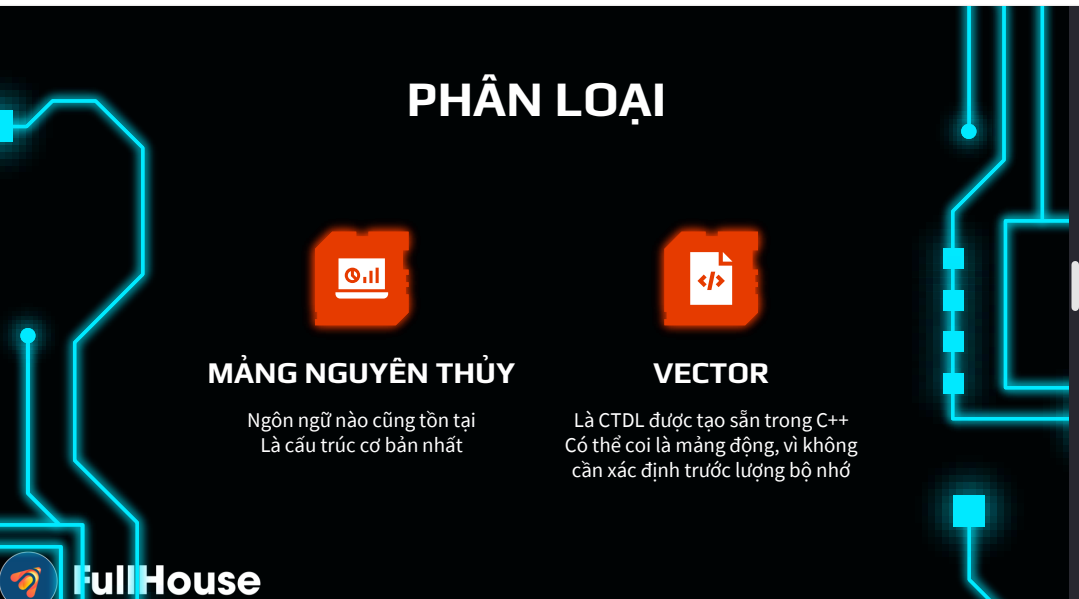 PHÂN LOẠI
MẢNG NGUYÊN THỦY
Ngôn ngữ nào cũng tồn tại
Là cấu trúc cơ bản nhất
VECTOR
Là CTDL được tạo sẵn trong C++
Có thể coi là mảng động, vì không
cần xác định trước lượng bộ nhớ
FullHouse